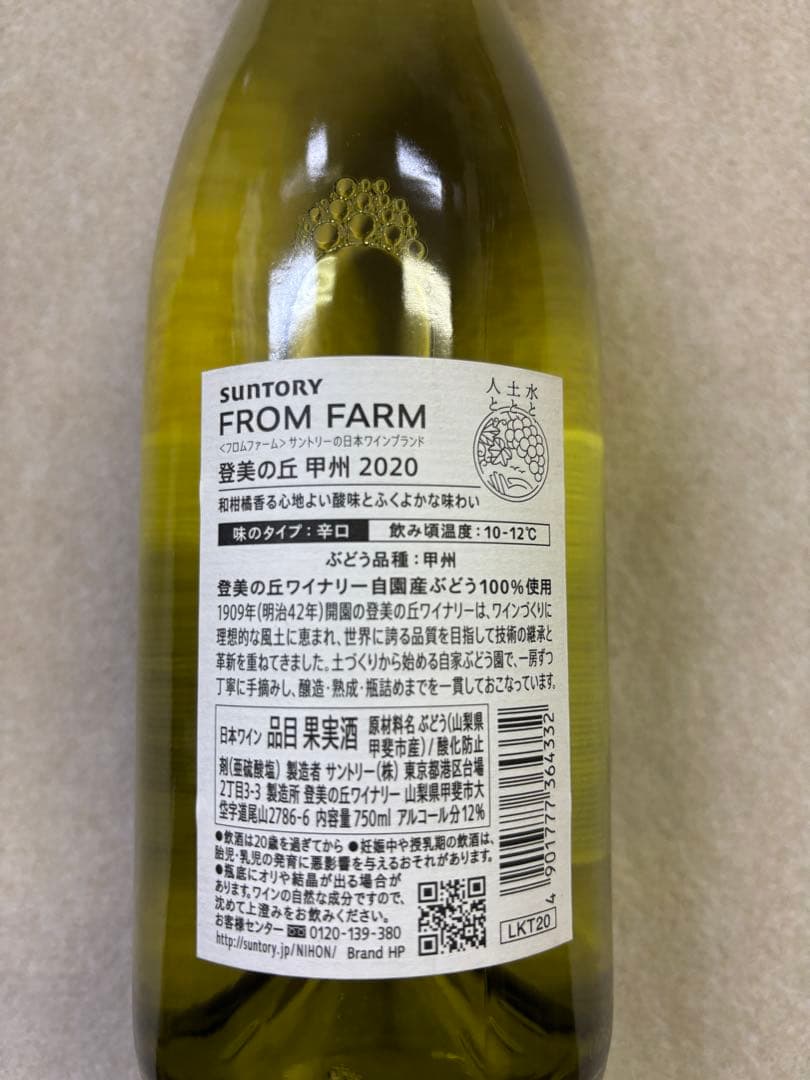 SUNTORY
FROM FARM
<フロムファーム>サントリーの日本ワインブランド
登美の丘 甲州 2020
水と
土と
人と
和柑橘香る心地よい酸味とふくよかな味わい
味のタイプ:辛口 飲み頃温度:10-12℃
ぶどう品種:甲州
登美の丘ワイナリー自園産ぶどう100%使用
1909年(明治42年)開園の登美の丘ワイナリーは、ワインづくりに
理想的な風土に恵まれ、世界に誇る品質を目指して技術の継承と
革新を重ねてきました。土づくりから始める自家ぶどう園で、一房ずつ
丁寧に手摘みし、醸造・熟成・瓶詰めまでを一貫しておこなっています。
日本ワイン 品目 果実酒 原材料名 ぶどう(山梨県
甲斐市産)/酸化防止
剤(亜硫酸塩) 製造者 サントリー(株) 東京都港区台場
2丁目3-3 製造所 登美の丘ワイナリー 山梨県甲斐市大
垈字道尾山2786-6 内容量 750ml アルコール分12%
●飲酒は20歳を過ぎてから ●妊娠中や授乳期の飲酒は、
胎児・乳児の発育に悪影響を与えるおそれがあります。
●瓶底にオリや結晶が出る場合が
あります。ワインの自然な成分ですので、
沈めて上澄みをお飲みください。
お客様センター 0120-139-380
http://suntory.jp/NIHON/ Brand HP
4 901777 364332
LKT20